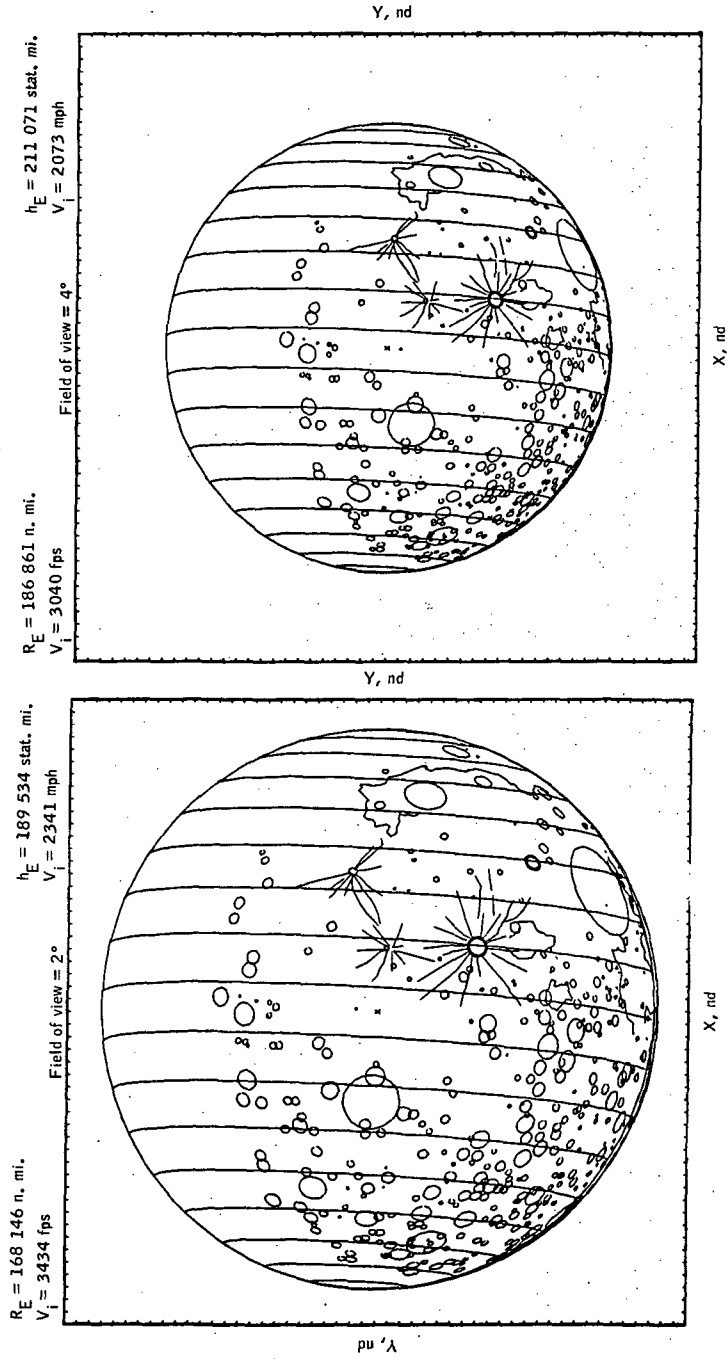 R_E = 168 146 n. mi.
V_i = 3434 fps
h_E = 189 534 stat. mi.
V_i = 2341 mph
Field of view = 2°
Y, nd
X, nd
R_E = 186 861 n. mi.
V_i = 3040 fps
h_E = 211 071 stat. mi.
V_i = 2073 mph
Field of view = 4°
Y, nd
X, nd
Y, nd